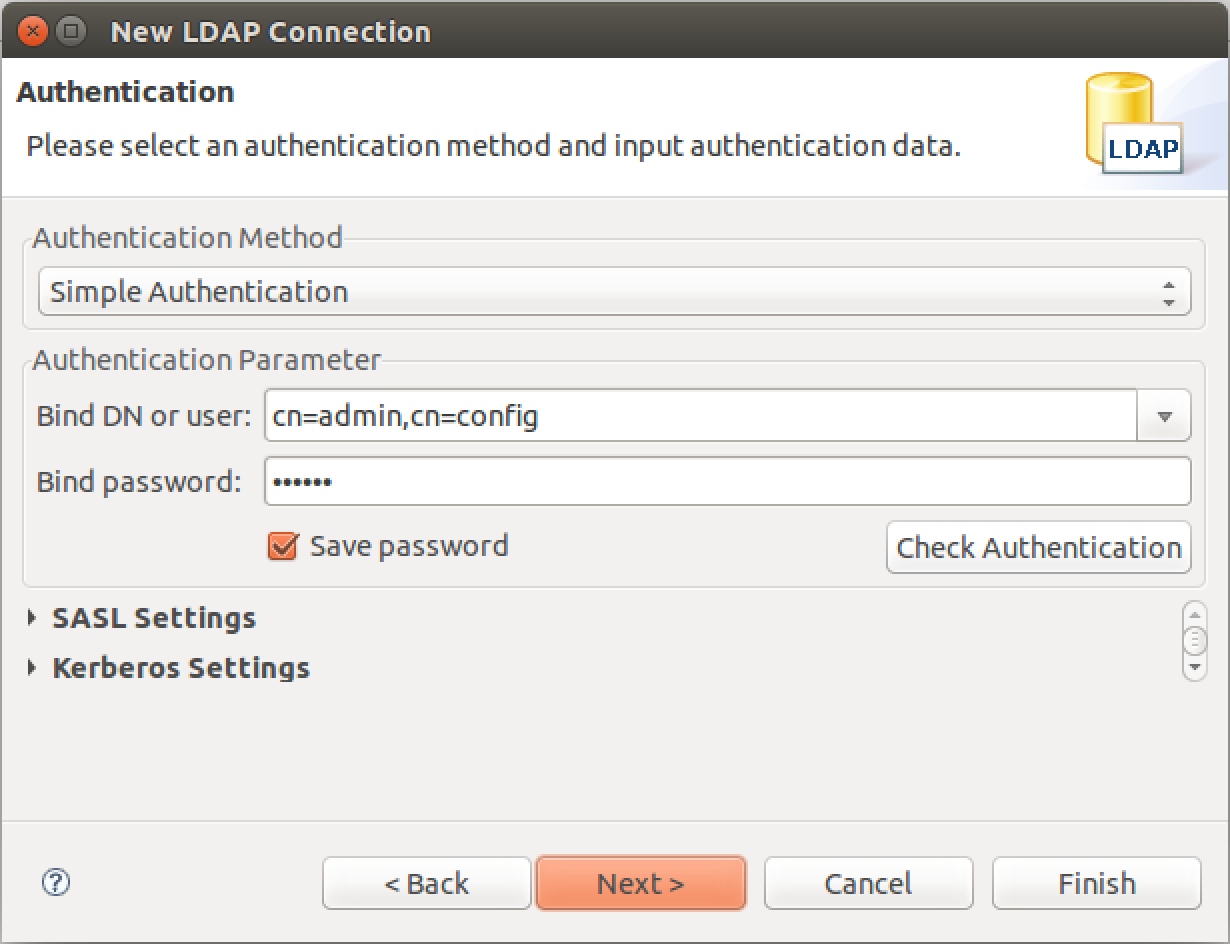 New LDAP Connection
Authentication
Please select an authentication method and input authentication data.
LDAP
Authentication Method
Simple Authentication
Authentication Parameter
Bind DN or user: cn=admin,cn=config
Bind password: ••••••
Save password Check Authentication
SASL Settings
Kerberos Settings
? < Back Next > Cancel Finish